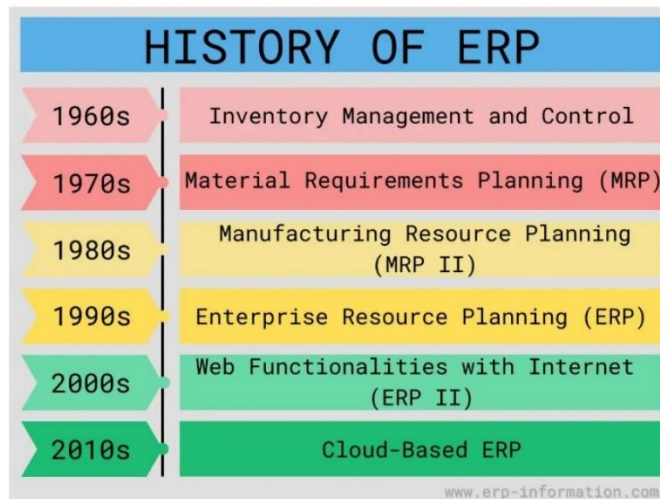 HISTORY OF ERP
1960s
Inventory Management and Control
1970s
Material Requirements Planning (MRP)
1980s
Manufacturing Resource Planning
(MRP II)
1990s
Enterprise Resource Planning (ERP)
2000s
Web Functionalities with Internet
(ERP II)
2010s
Cloud-Based ERP
www.erp-information.com